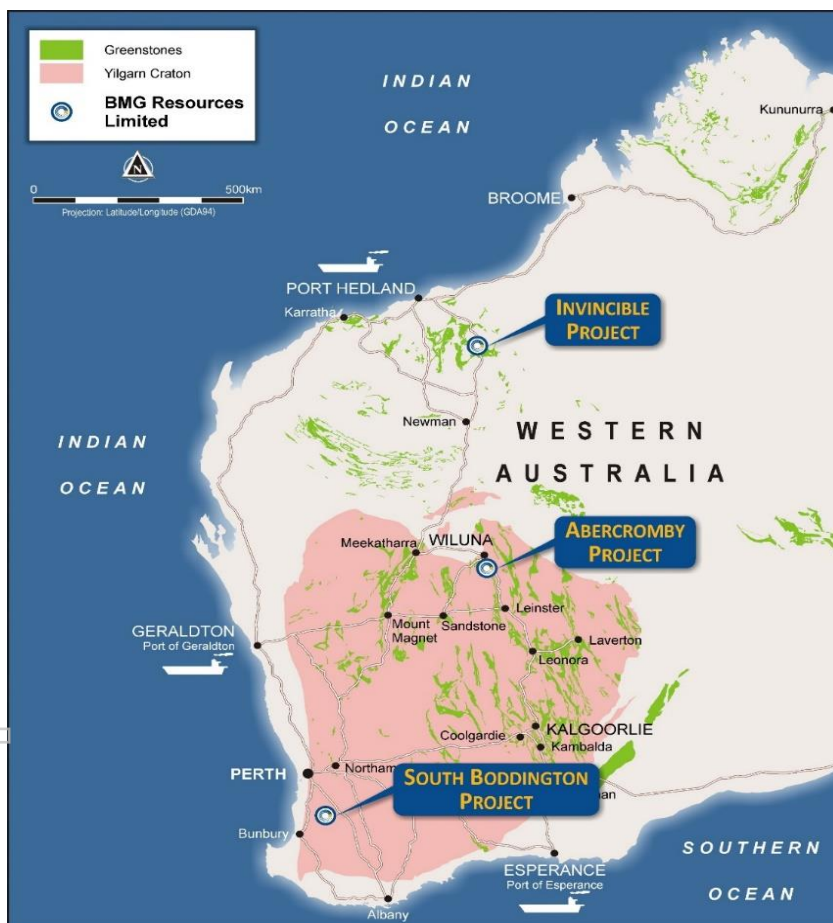 Greenstones
Yilgarn Craton
BMG Resources
Limited
N
0 500km
Projection: Latitude/Longitude (GDA94)
INDIAN
OCEAN
Kununurra
BROOME
PORT HEDLAND
Karratha
INVINCIBLE
PROJECT
Newman
WESTERN
AUSTRALIA
INDIAN
OCEAN
Meekatharra
WILUNA
ABERCROMBY
PROJECT
Leinster
Mount
Magnet
Sandstone
Laverton
GERALDTON
Port of Geraldton
Leonora
KALGOORLIE
Coolgardie
Kambalda
Northam
PERTH
SOUTH BODDINGTON
PROJECT
man
Bunbury
SOUTHERN
OCEAN
ESPERANCE
Port of Esperance
Albany